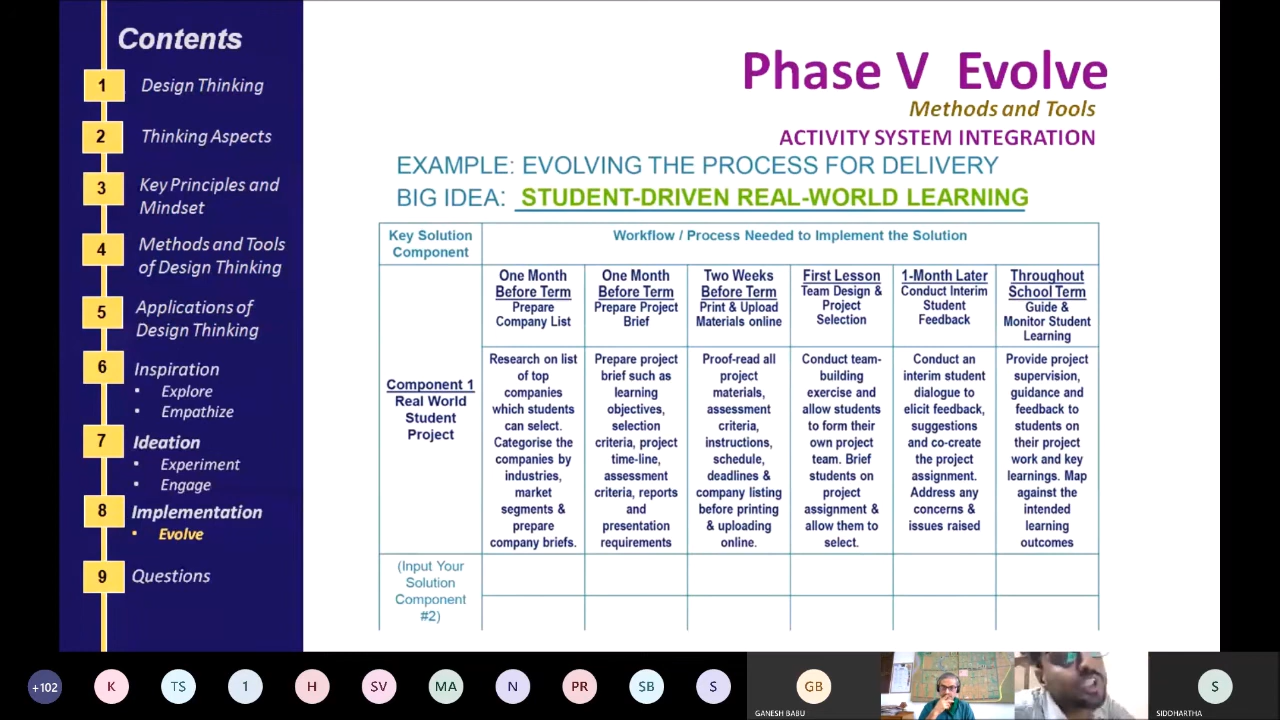 Contents
1 Design Thinking
2 Thinking Aspects
3 Key Principles and
Mindset
4 Methods and Tools
of Design Thinking
5 Applications of
Design Thinking
6 Inspiration
• Explore
• Empathize
7 Ideation
• Experiment
• Engage
8 Implementation
• Evolve
9 Questions
Phase V Evolve
Methods and Tools
ACTIVITY SYSTEM INTEGRATION
EXAMPLE: EVOLVING THE PROCESS FOR DELIVERY
BIG IDEA: STUDENT-DRIVEN REAL-WORLD LEARNING
Key Solution
Component
Workflow / Process Needed to Implement the Solution
One Month
Before Term
Prepare
Company List
One Month
Before Term
Prepare Project
Brief
Two Weeks
Before Term
Print & Upload
Materials online
First Lesson
Team Design &
Project
Selection
1-Month Later
Conduct Interim
Student
Feedback
Throughout
School Term
Guide &
Monitor Student
Learning
Component 1
Real World
Student
Project
Research on list
of top
companies
which students
can select.
Categorise the
companies by
industries,
market
segments &
prepare
company briefs.
Prepare project
brief such as
learning
objectives,
selection
criteria, project
time-line,
assessment
criteria, reports
and
presentation
requirements
Proof-read all
project
materials,
assessment
criteria,
instructions,
schedule,
deadlines &
company listing
before printing
& uploading
online.
Conduct team-
building
exercise and
allow students
to form their
own project
team. Brief
students on
project
assignment &
allow them to
select.
Conduct an
interim student
dialogue to
elicit feedback,
suggestions
and co-create
the project
assignment.
Address any
concerns &
issues raised
Provide project
supervision,
guidance and
feedback to
students on
their project
work and key
learnings. Map
against the
intended
learning
outcomes
(Input Your
Solution
Component
#2)
+102 K TS 1 H SV MA N PR SB S GB S
GANESH BABU
SIDDHARTHA